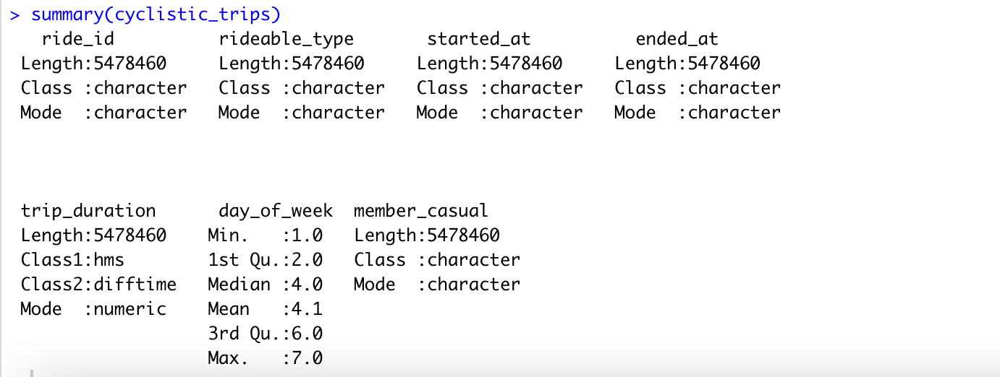 > summary(cyclistic_trips)
   ride_id          rideable_type       started_at          ended_at
 Length:5478460     Length:5478460     Length:5478460     Length:5478460
 Class :character   Class :character   Class :character   Class :character
 Mode  :character   Mode  :character   Mode  :character   Mode  :character
 trip_duration      day_of_week  member_casual
 Length:5478460    Min.   :1.0   Length:5478460
 Class1:hms        1st Qu.:2.0   Class :character
 Class2:difftime   Median :4.0   Mode  :character
 Mode  :numeric    Mean   :4.1
                   3rd Qu.:6.0
                   Max.   :7.0